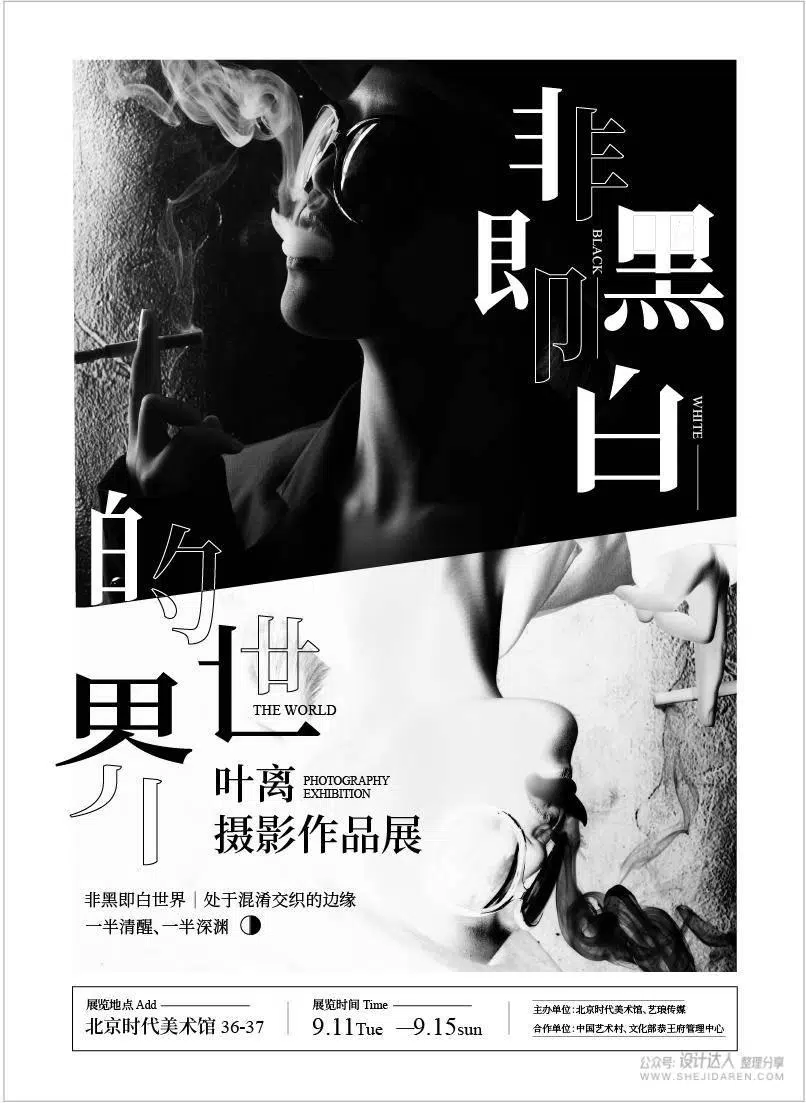 非黑即白
BLACK
WHITE
的世界
THE WORLD
叶离
PHOTOGRAPHY
EXHIBITION
摄影作品展
非黑即白世界｜处于混淆交织的边缘
一半清醒、一半深渊
展览地点 Add
北京时代美术馆 36-37
展览时间 Time
9.11Tue —9.15sun
主办单位：北京时代美术馆、艺琅传媒
合作单位：中国艺术村、文化部恭王府管理中心
公众号：设计达人 整理分享
WWW.SHEJIDAREN.COM